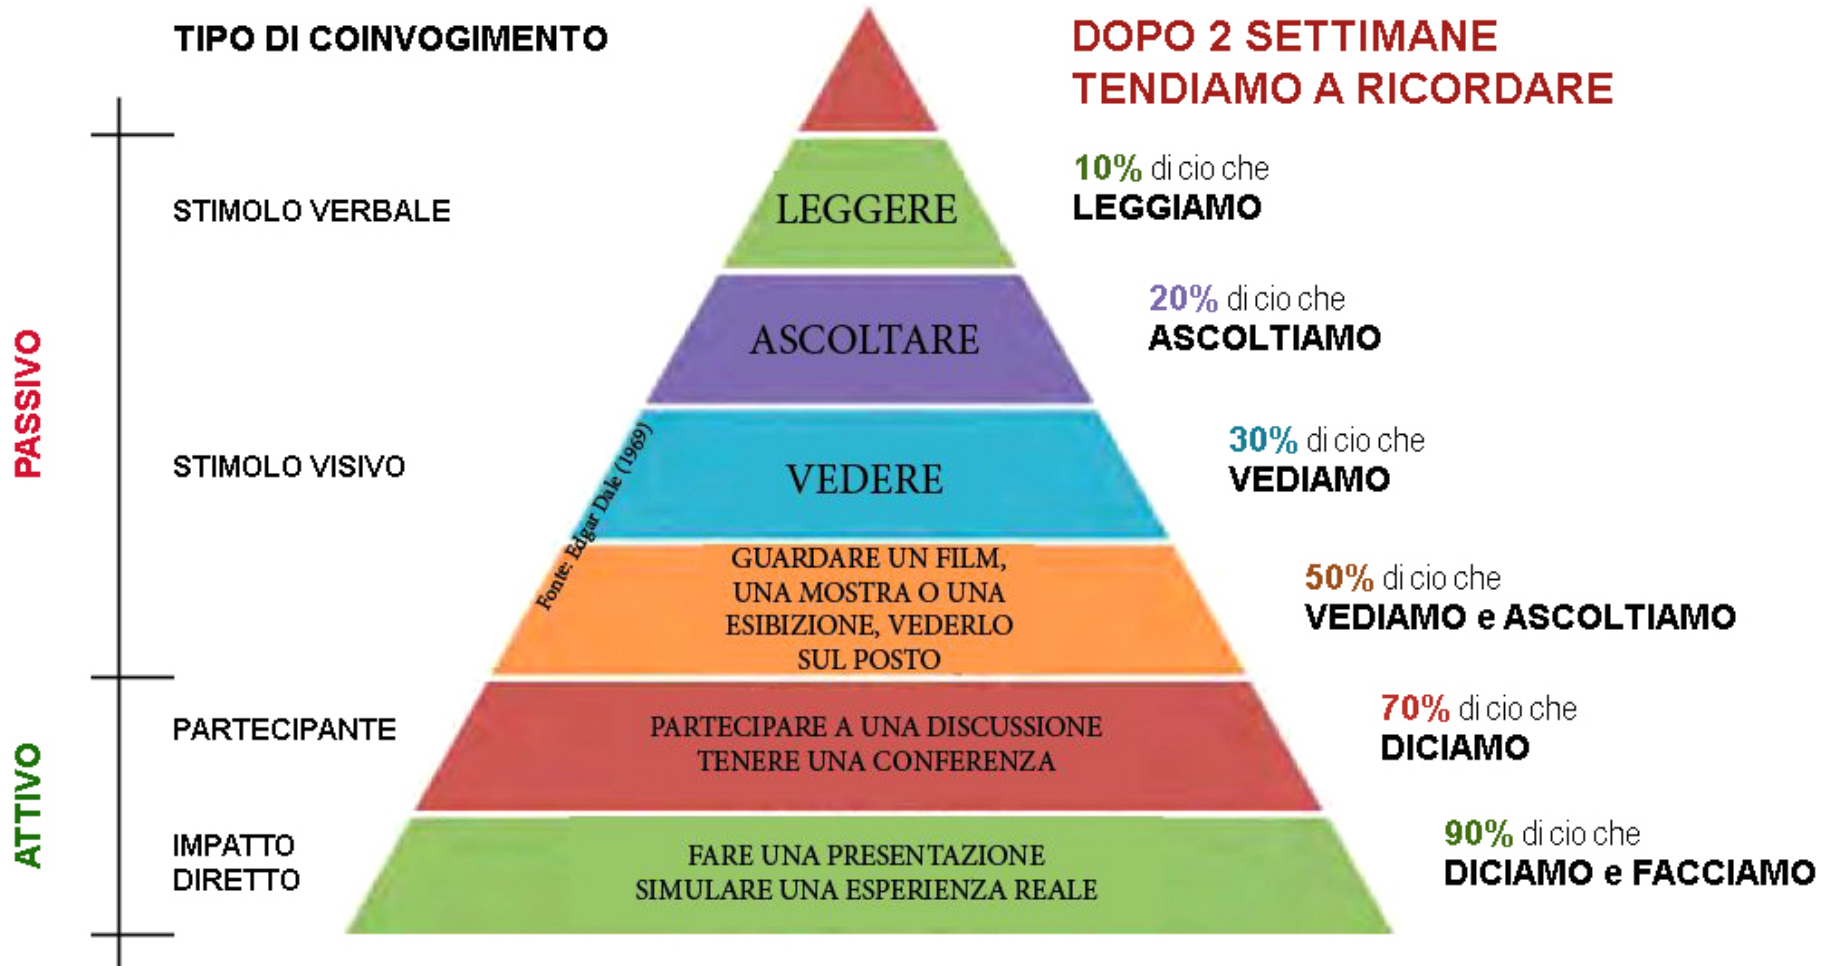 TIPO DI COINVOGIMENTO
DOPO 2 SETTIMANE
TENDIAMO A RICORDARE
PASSIVO
STIMOLO VERBALE
LEGGERE
10% di cio che
LEGGIAMO
ASCOLTARE
20% di cio che
ASCOLTIAMO
STIMOLO VISIVO
Fonte: Edgar Dale (1969)
VEDERE
30% di cio che
VEDIAMO
GUARDARE UN FILM,
UNA MOSTRA O UNA
ESIBIZIONE, VEDERLO
SUL POSTO
50% di cio che
VEDIAMO e ASCOLTIAMO
ATTIVO
PARTECIPANTE
PARTECIPARE A UNA DISCUSSIONE
TENERE UNA CONFERENZA
70% di cio che
DICIAMO
IMPATTO
DIRETTO
FARE UNA PRESENTAZIONE
SIMULARE UNA ESPERIENZA REALE
90% di cio che
DICIAMO e FACCIAMO